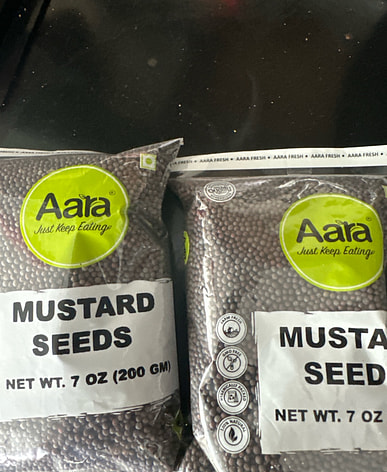 AARA FRESH • AARA FRESH • AARA FRESH • AARA FRESH
Aara
Just Keep Eating
MUSTARD
SEEDS
NET WT. 7 OZ (200 GM)
Aara
Just Keep Eating
MUSTA
SEED
NET WT. 7 OZ